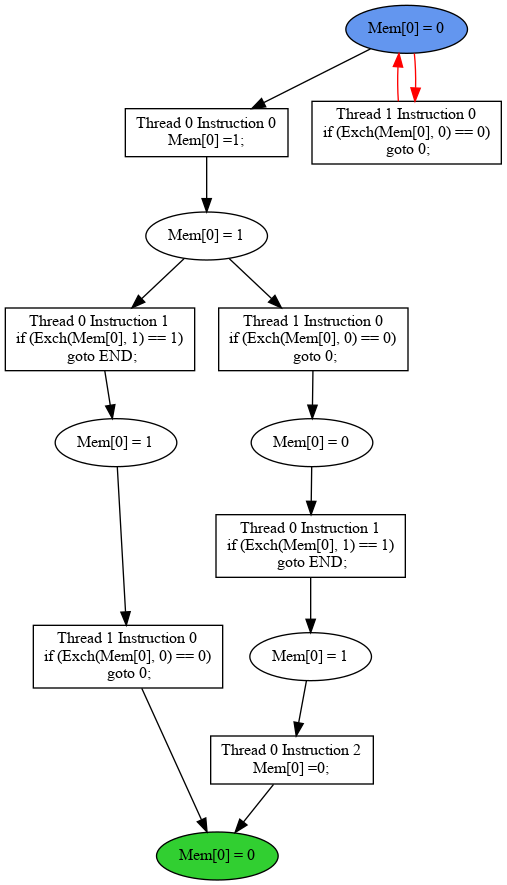 Mem[0] = 0
Thread 1 Instruction 0
if (Exch(Mem[0], 0) == 0)
goto 0;
Thread 0 Instruction 0
Mem[0] =1;
Mem[0] = 1
Thread 0 Instruction 1
if (Exch(Mem[0], 1) == 1)
goto END;
Thread 1 Instruction 0
if (Exch(Mem[0], 0) == 0)
goto 0;
Mem[0] = 1
Mem[0] = 0
Thread 0 Instruction 1
if (Exch(Mem[0], 1) == 1)
goto END;
Thread 1 Instruction 0
if (Exch(Mem[0], 0) == 0)
goto 0;
Mem[0] = 1
Thread 0 Instruction 2
Mem[0] =0;
Mem[0] = 0